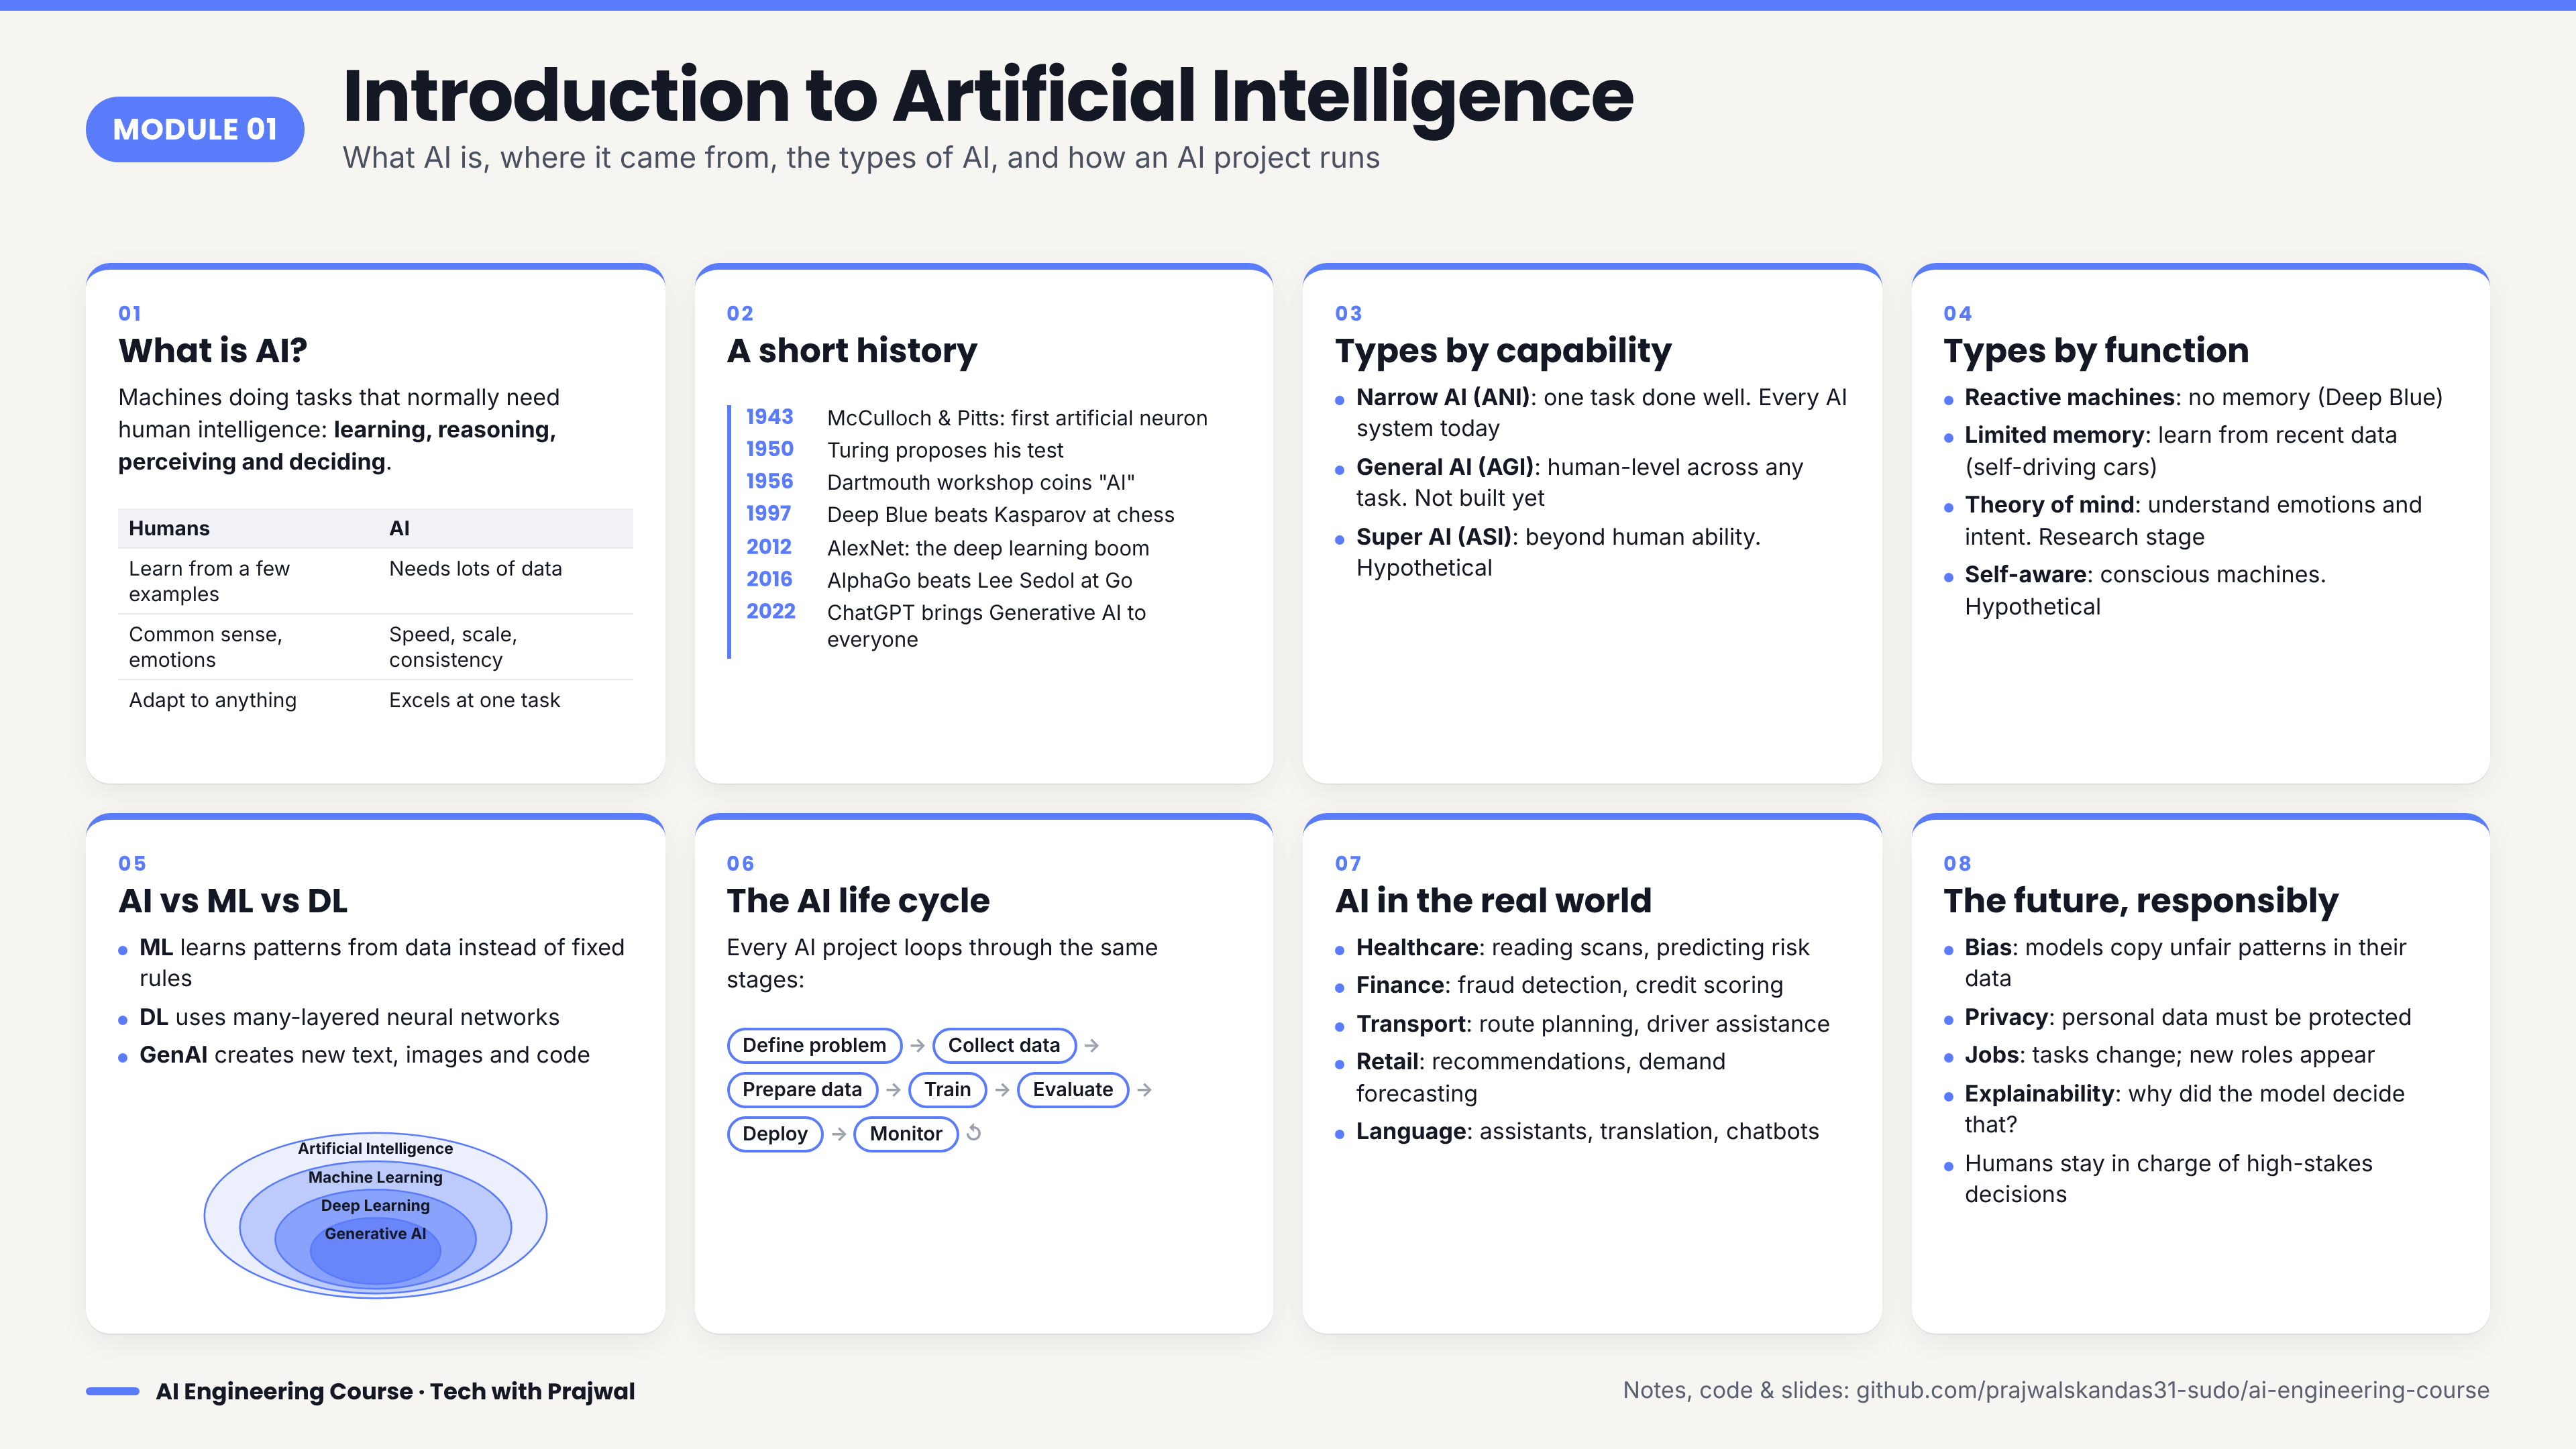 MODULE 01
Introduction to Artificial Intelligence
What AI is, where it came from, the types of AI, and how an AI project runs
01
What is AI?
Machines doing tasks that normally need
human intelligence: learning, reasoning,
perceiving and deciding.
Humans AI
Learn from a few
examples
Needs lots of data
Common sense,
emotions
Speed, scale,
consistency
Adapt to anything
Excels at one task
02
A short history
1943 McCulloch & Pitts: first artificial neuron
1950 Turing proposes his test
1956 Dartmouth workshop coins "AI"
1997 Deep Blue beats Kasparov at chess
2012 AlexNet: the deep learning boom
2016 AlphaGo beats Lee Sedol at Go
2022 ChatGPT brings Generative AI to
everyone
03
Types by capability
Narrow AI (ANI): one task done well. Every AI
system today
General AI (AGI): human-level across any
task. Not built yet
Super AI (ASI): beyond human ability.
Hypothetical
04
Types by function
Reactive machines: no memory (Deep Blue)
Limited memory: learn from recent data
(self-driving cars)
Theory of mind: understand emotions and
intent. Research stage
Self-aware: conscious machines.
Hypothetical
05
AI vs ML vs DL
ML learns patterns from data instead of fixed
rules
DL uses many-layered neural networks
GenAI creates new text, images and code
Artificial Intelligence
Machine Learning
Deep Learning
Generative AI
06
The AI life cycle
Every AI project loops through the same
stages:
Define problem → Collect data →
Prepare data → Train → Evaluate →
Deploy → Monitor ↺
07
AI in the real world
Healthcare: reading scans, predicting risk
Finance: fraud detection, credit scoring
Transport: route planning, driver assistance
Retail: recommendations, demand
forecasting
Language: assistants, translation, chatbots
08
The future, responsibly
Bias: models copy unfair patterns in their
data
Privacy: personal data must be protected
Jobs: tasks change; new roles appear
Explainability: why did the model decide
that?
Humans stay in charge of high-stakes
decisions
AI Engineering Course · Tech with Prajwal
Notes, code & slides: github.com/prajwalskandas31-sudo/ai-engineering-course